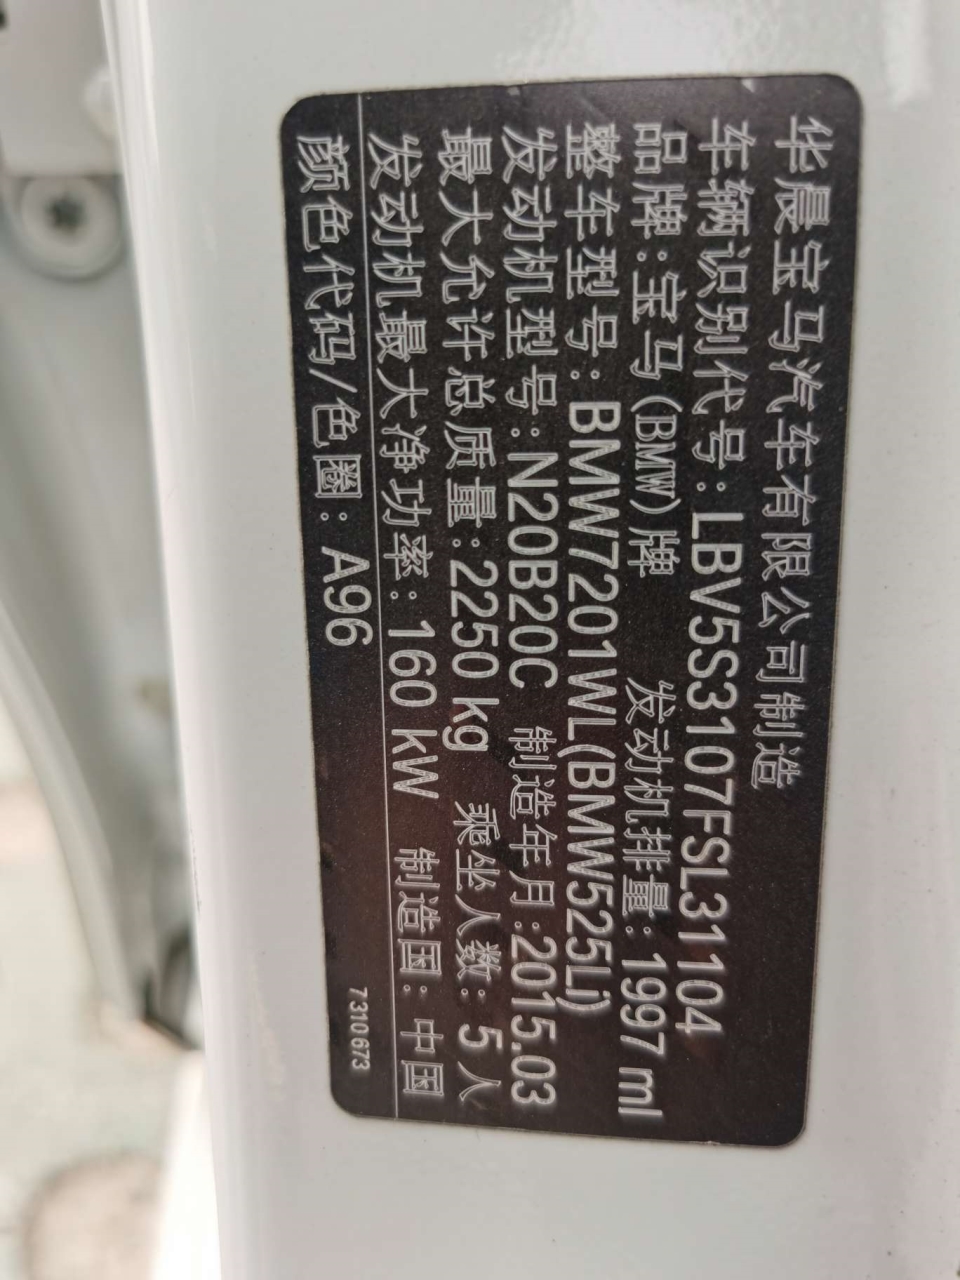 华晨宝马汽车有限公司制造
车辆识别代号:LBV5S3107FSL31104
品牌:宝马(BMW)牌 发动机排量:1997 ml
整车型号:BMW7201WL(BMW525Li)
发动机型号:N20B20C 制造年月:2015.03
最大允许总质量:2250 kg 乘坐人数:5人
发动机最大净功率:160 kW 制造国:中国
颜色代码/色圈:A96
7310673